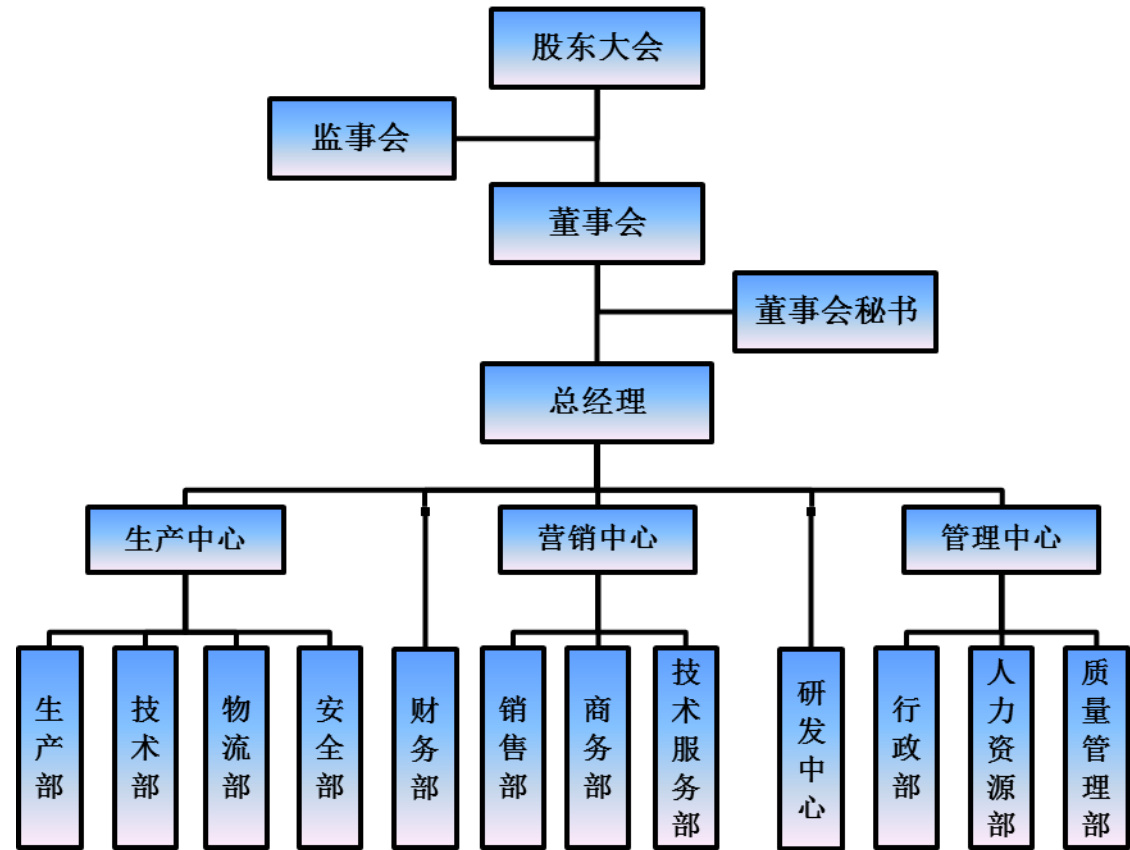 股东大会
监事会
董事会
董事会秘书
总经理
生产中心
营销中心
管理中心
生产部
技术部
物流部
安全部
财务部
销售部
商务部
技术服务部
研发中心
行政部
人力资源部
质量管理部